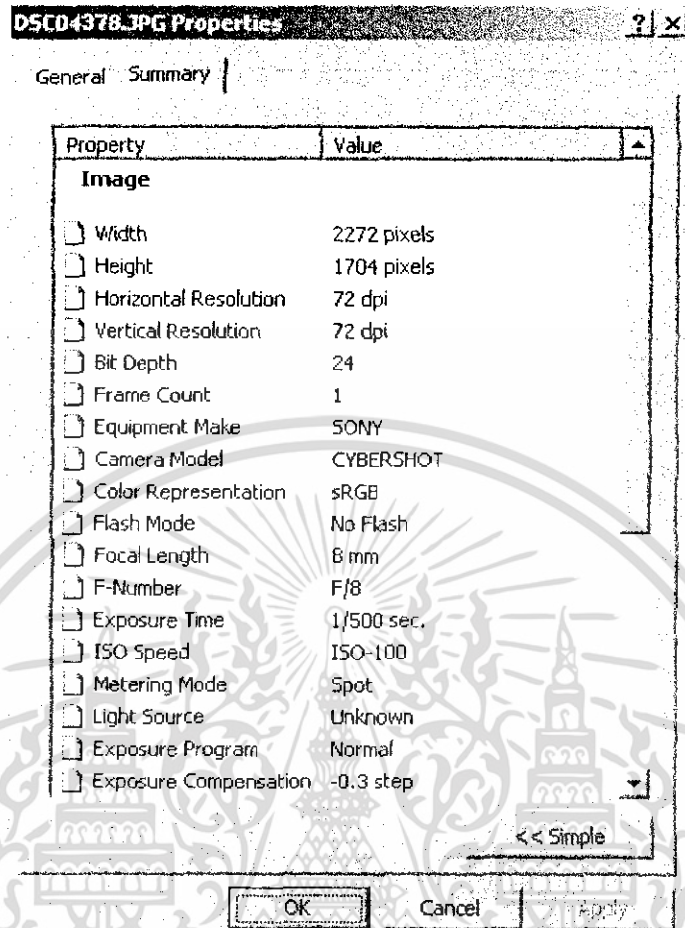 DSC04378.JPG Properties ? ×
General Summary
Property Value
Image
Width 2272 pixels
Height 1704 pixels
Horizontal Resolution 72 dpi
Vertical Resolution 72 dpi
Bit Depth 24
Frame Count 1
Equipment Make SONY
Camera Model CYBERSHOT
Color Representation sRGB
Flash Mode No Flash
Focal Length 8 mm
F-Number F/8
Exposure Time 1/500 sec.
ISO Speed ISO-100
Metering Mode Spot
Light Source Unknown
Exposure Program Normal
Exposure Compensation -0.3 step
<< Simple
OK Cancel Apply